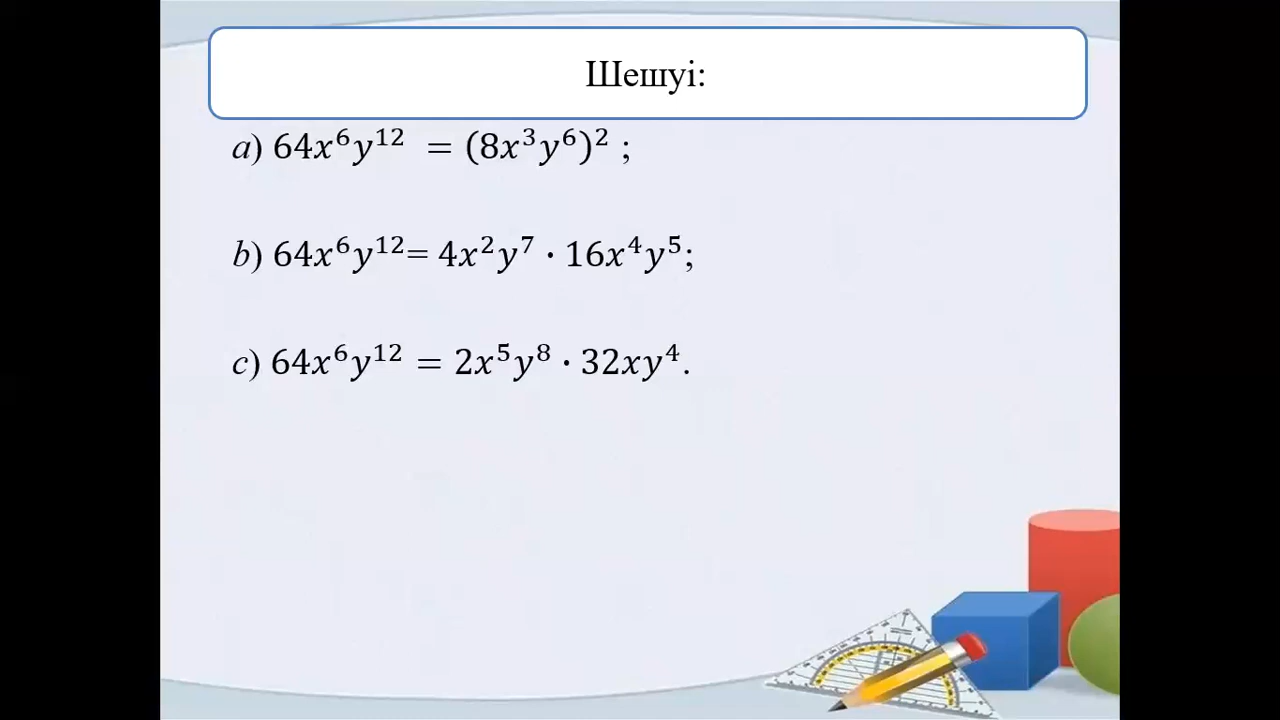 Шешуі:
a) 64x⁶y¹² = (8x³y⁶)² ;
b) 64x⁶y¹²= 4x²y⁷ · 16x⁴y⁵;
c) 64x⁶y¹² = 2x⁵y⁸ · 32xy⁴.